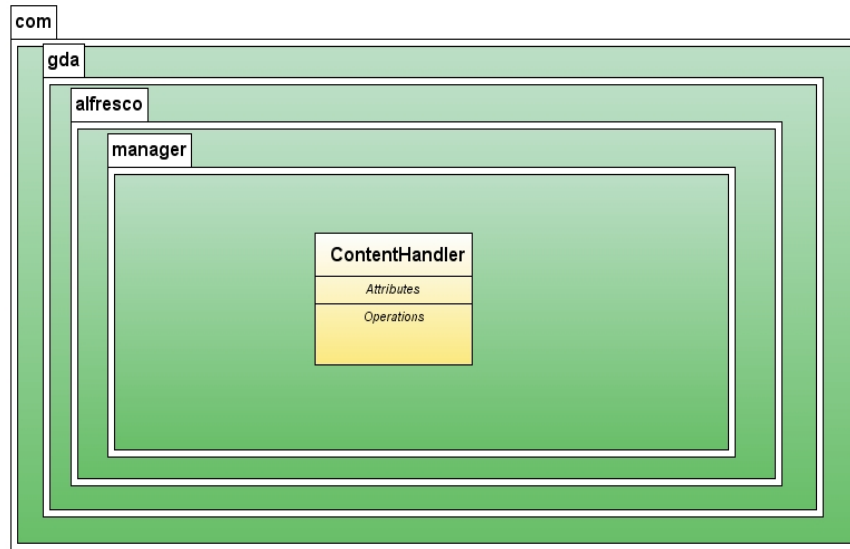 com
gda
alfresco
manager
ContentHandler
Attributes
Operations